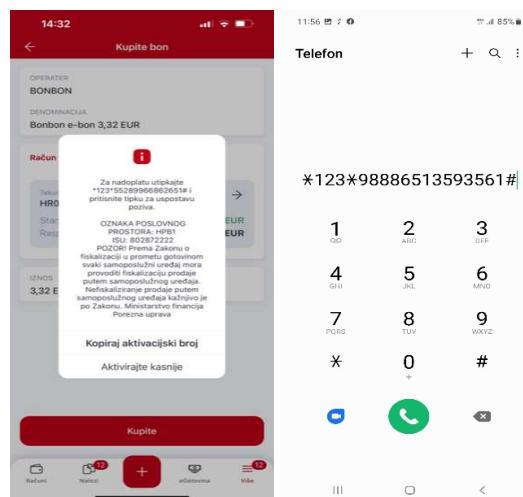 14:32
Kupite bon
OPERATER
BONBON
DENOMINACIJA
Bonbon e-bon 3,32 EUR
Račun
Za nadoplatu utipkajte
*123*55289966862651# i
pritisnite tipku za uspostavu
poziva.
OZNAKA POSLOVNOG
PROSTORA: HPB1
ISU: 802872222
POZOR! Prema Zakonu o
fiskalizaciji u prometu gotovinom
svaki samoposlužni uređaj mora
provoditi fiskalizaciju prodaje
putem samoposlužnog uređaja.
Nefiskaliziranje prodaje putem
samoposlužnog uređaja kažnjivo je
po Zakonu. Ministarstvo financija
Porezna uprava
HR0
EUR
EUR
IZNOS
3,32 E
Kopiraj aktivacijski broj
Aktivirajte kasnije
Kupite
Računi
Nalozi
12
+
eGotovina
Više
12
11:56
85%
Telefon
*123*98886513593561#
1
2 ABC
3 DEF
4 GHI
5 JKL
6 MNO
7 PQRS
8 TUV
9 WXYZ
*
0 +
#